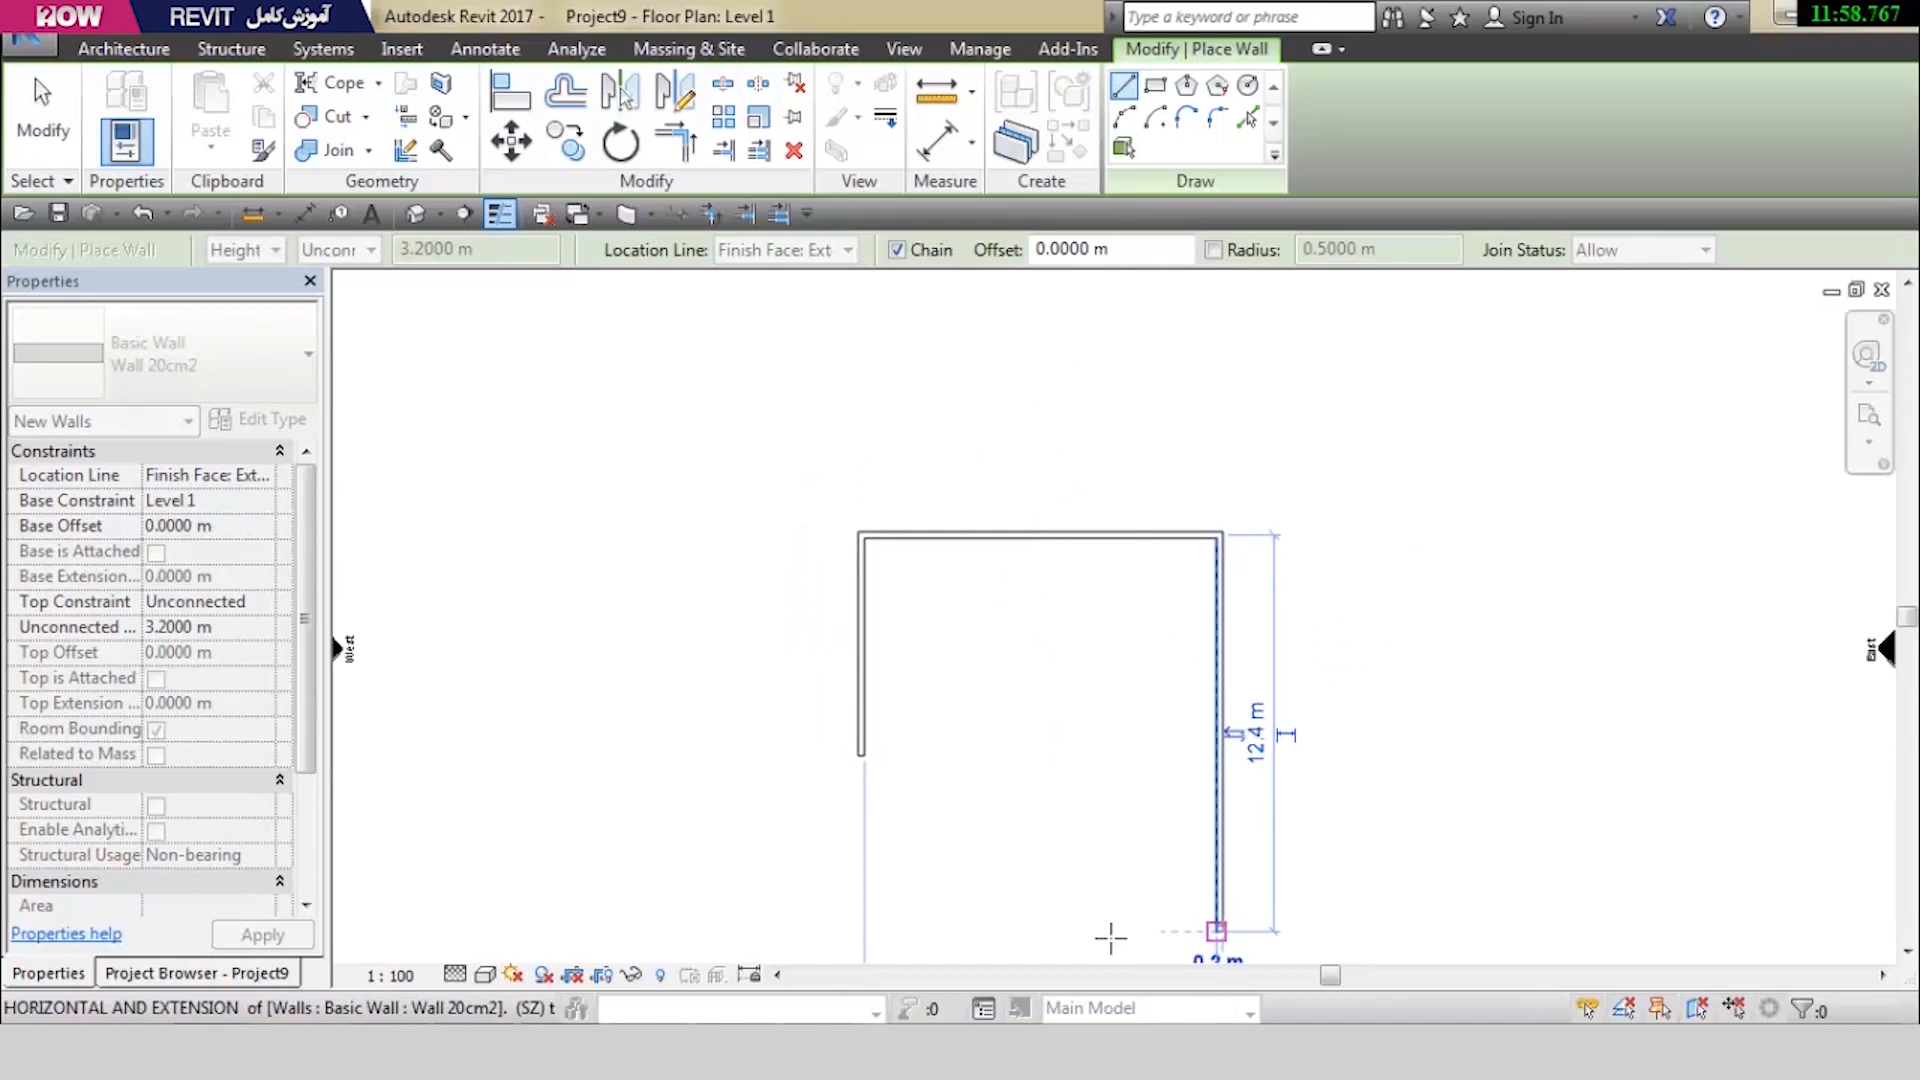 2NOW
REVIT آموزش کامل
Autodesk Revit 2017 - Project9 - Floor Plan: Level 1
Type a keyword or phrase
Sign In
11:58.767
Architecture Structure Systems Insert Annotate Analyze Massing & Site Collaborate View Manage Add-Ins Modify | Place Wall
Modify
Paste
Cope
Cut
Join
Select Properties Clipboard Geometry Modify View Measure Create Draw
Modify | Place Wall Height Unconr 3.2000 m Location Line: Finish Face: Ext Chain Offset: 0.0000 m Radius: 0.5000 m Join Status: Allow
Properties
Basic Wall
Wall 20cm2
New Walls Edit Type
Constraints
Location Line Finish Face: Ext...
Base Constraint Level 1
Base Offset 0.0000 m
Base is Attached
Base Extension... 0.0000 m
Top Constraint Unconnected
Unconnected ... 3.2000 m
Top Offset 0.0000 m
Top is Attached
Top Extension ... 0.0000 m
Room Bounding
Related to Mass
Structural
Structural
Enable Analyti...
Structural Usage Non-bearing
Dimensions
Area
Properties help Apply
Properties Project Browser - Project9
2D
West
East
12.4 m
0.2 m
1 : 100
HORIZONTAL AND EXTENSION of [Walls : Basic Wall : Wall 20cm2]. (SZ) t
:0
Main Model
:0